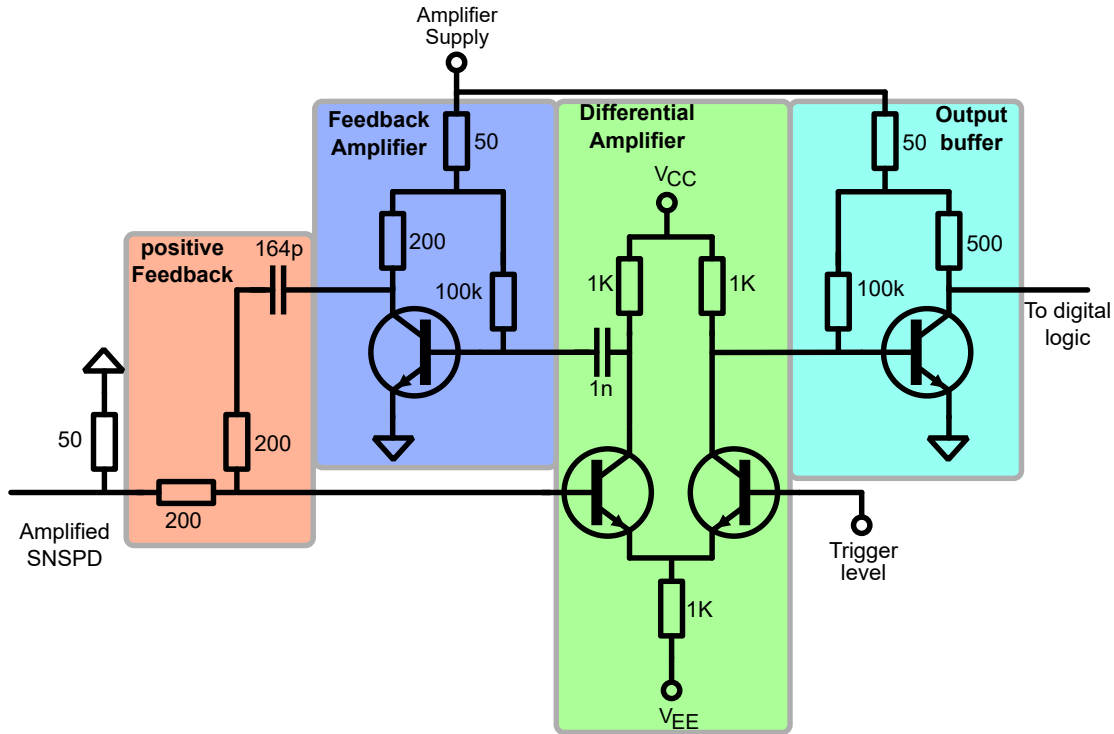 Amplifier
Supply
Feedback
Amplifier
50
Differential
Amplifier
Output
buffer
50
VCC
positive
Feedback
164p
200
100k
1K
1K
100k
500
To digital
logic
1n
50
200
200
Amplified
SNSPD
Trigger
level
1K
VEE